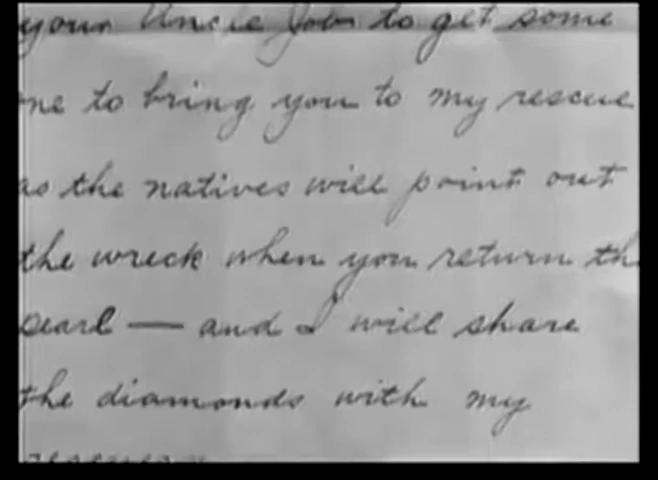 your Uncle John to get some
ne to bring you to my rescue
as the natives will point out
the wreck when you return th
pearl — and I will share
the diamonds with my